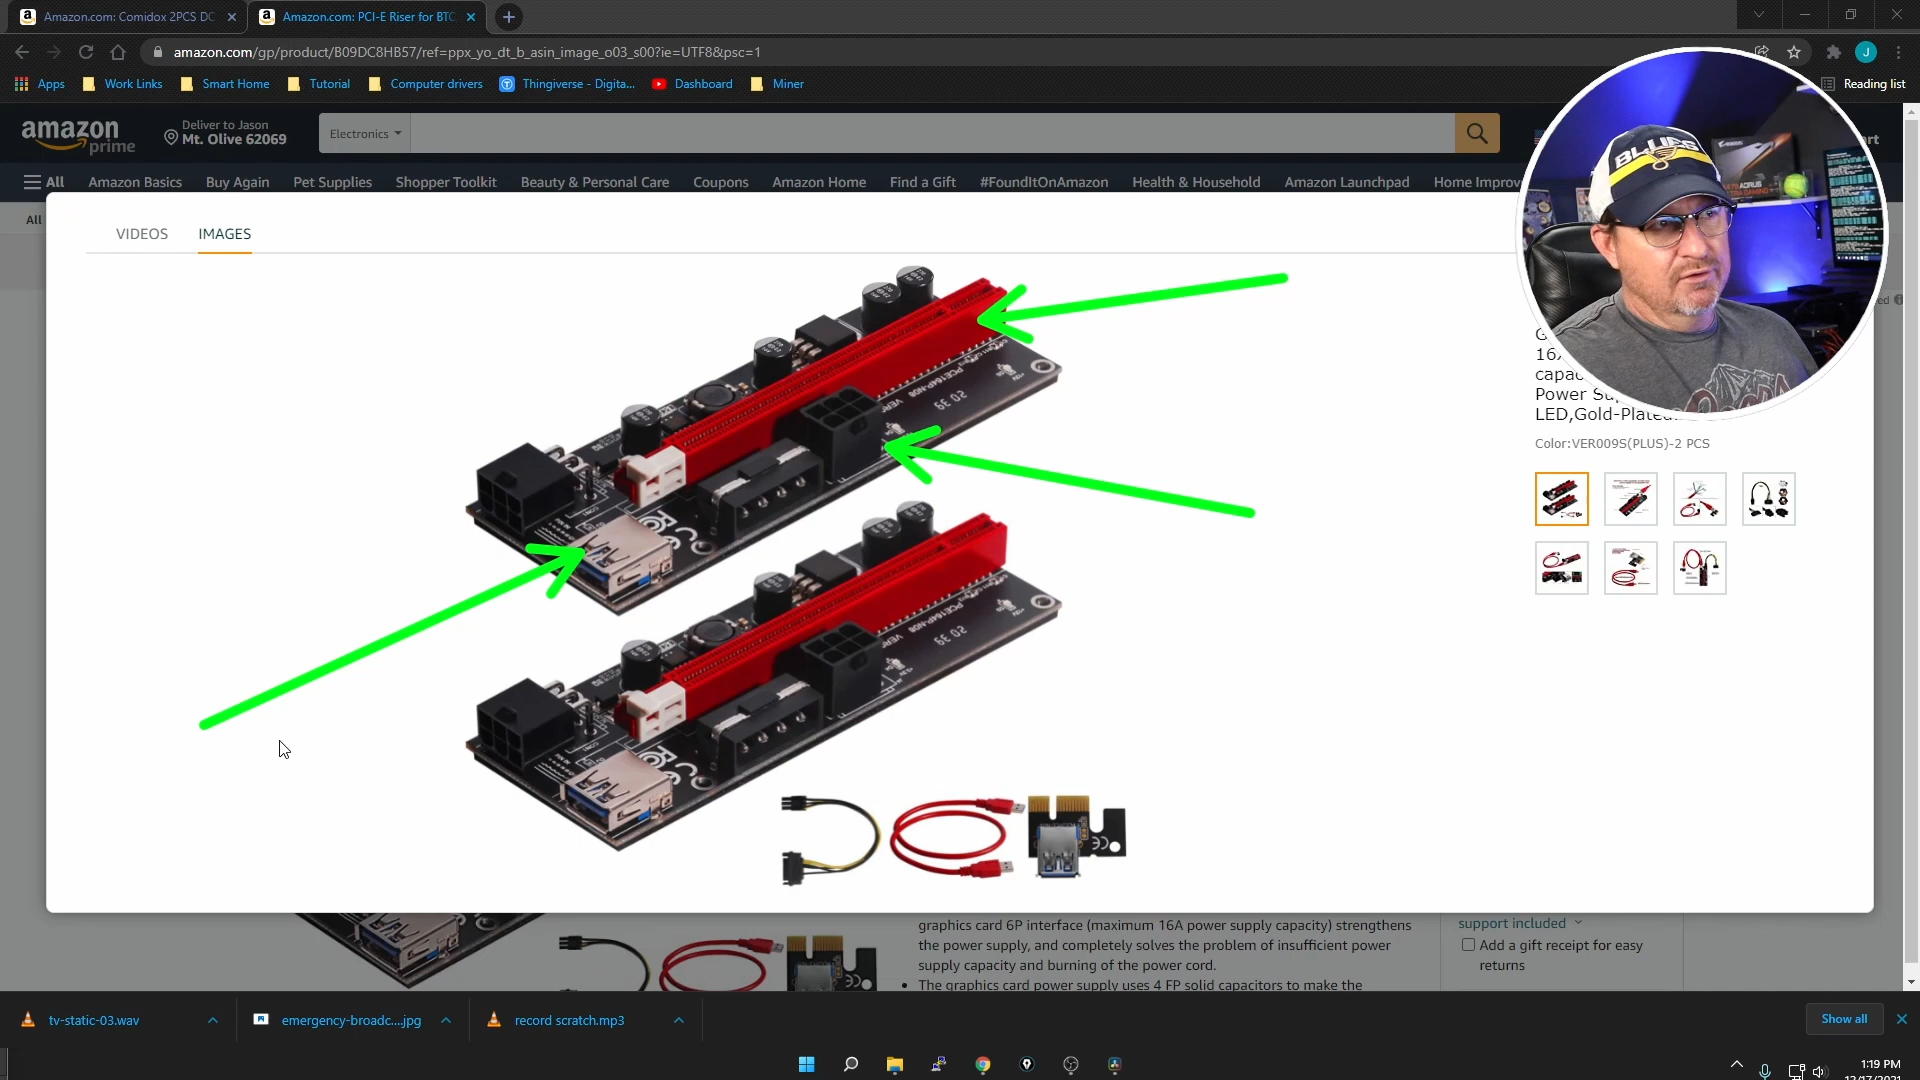 Amazon.com: Comidox 2PCS DC
Amazon.com: PCI-E Riser for BTC
amazon.com/gp/product/B09DC8HB57/ref=ppx_yo_dt_b_asin_image_o03_s00?ie=UTF8&psc=1
J
Apps
Work Links
Smart Home
Tutorial
Computer drivers
Thingiverse - Digita...
Dashboard
Miner
Reading list
amazon
prime
Deliver to Jason
Mt. Olive 62069
Electronics
All
Amazon Basics
Buy Again
Pet Supplies
Shopper Toolkit
Beauty & Personal Care
Coupons
Amazon Home
Find a Gift
#FoundItOnAmazon
Health & Household
Amazon Launchpad
Home Improv
All
VIDEOS
IMAGES
BLUES
16X
capac
Power Su
LED,Gold-Plate
Color:VER009S(PLUS)-2 PCS
graphics card 6P interface (maximum 16A power supply capacity) strengthens
the power supply, and completely solves the problem of insufficient power
supply capacity and burning of the power cord.
The graphics card power supply uses 4 FP solid capacitors to make the
support included
Add a gift receipt for easy
returns
tv-static-03.wav
emergency-broadc....jpg
record scratch.mp3
Show all
1:19 PM
12/17/2021